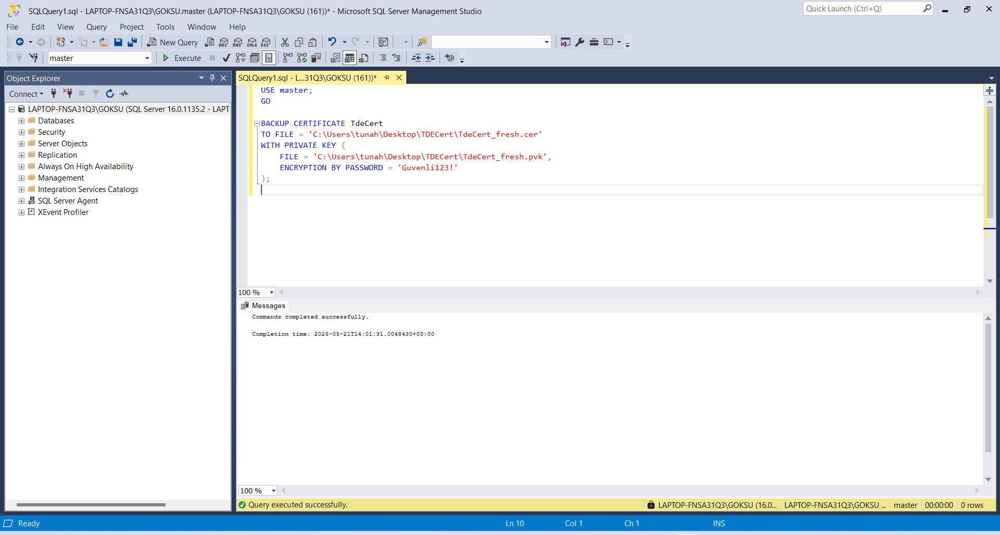 SQLQuery1.sql - LAPTOP-FNSA31Q3\GOKSU.master (LAPTOP-FNSA31Q3\GOKSU (161))* - Microsoft SQL Server Management Studio
Quick Launch (Ctrl+Q)
File Edit View Query Project Tools Window Help
New Query MDX DMX XMLA DAX
master
Execute
Object Explorer
Connect
LAPTOP-FNSA31Q3\GOKSU (SQL Server 16.0.1135.2 - LAPT
Databases
Security
Server Objects
Replication
Always On High Availability
Management
Integration Services Catalogs
SQL Server Agent
XEvent Profiler
SQLQuery1.sql - L...31Q3\GOKSU (161))*
USE master;
GO
BACKUP CERTIFICATE TdeCert
TO FILE = 'C:\Users\tunah\Desktop\TDECert\TdeCert_fresh.cer'
WITH PRIVATE KEY (
FILE = 'C:\Users\tunah\Desktop\TDECert\TdeCert_fresh.pvk',
ENCRYPTION BY PASSWORD = 'Guvenli123!'
);
100 %
Messages
Commands completed successfully.
Completion time: 2025-05-21T14:01:31.0048430+03:00
100 %
Query executed successfully.
LAPTOP-FNSA31Q3\GOKSU (16.0... LAPTOP-FNSA31Q3\GOKSU ... master 00:00:00 0 rows
Ready
Ln 10 Col 1 Ch 1 INS